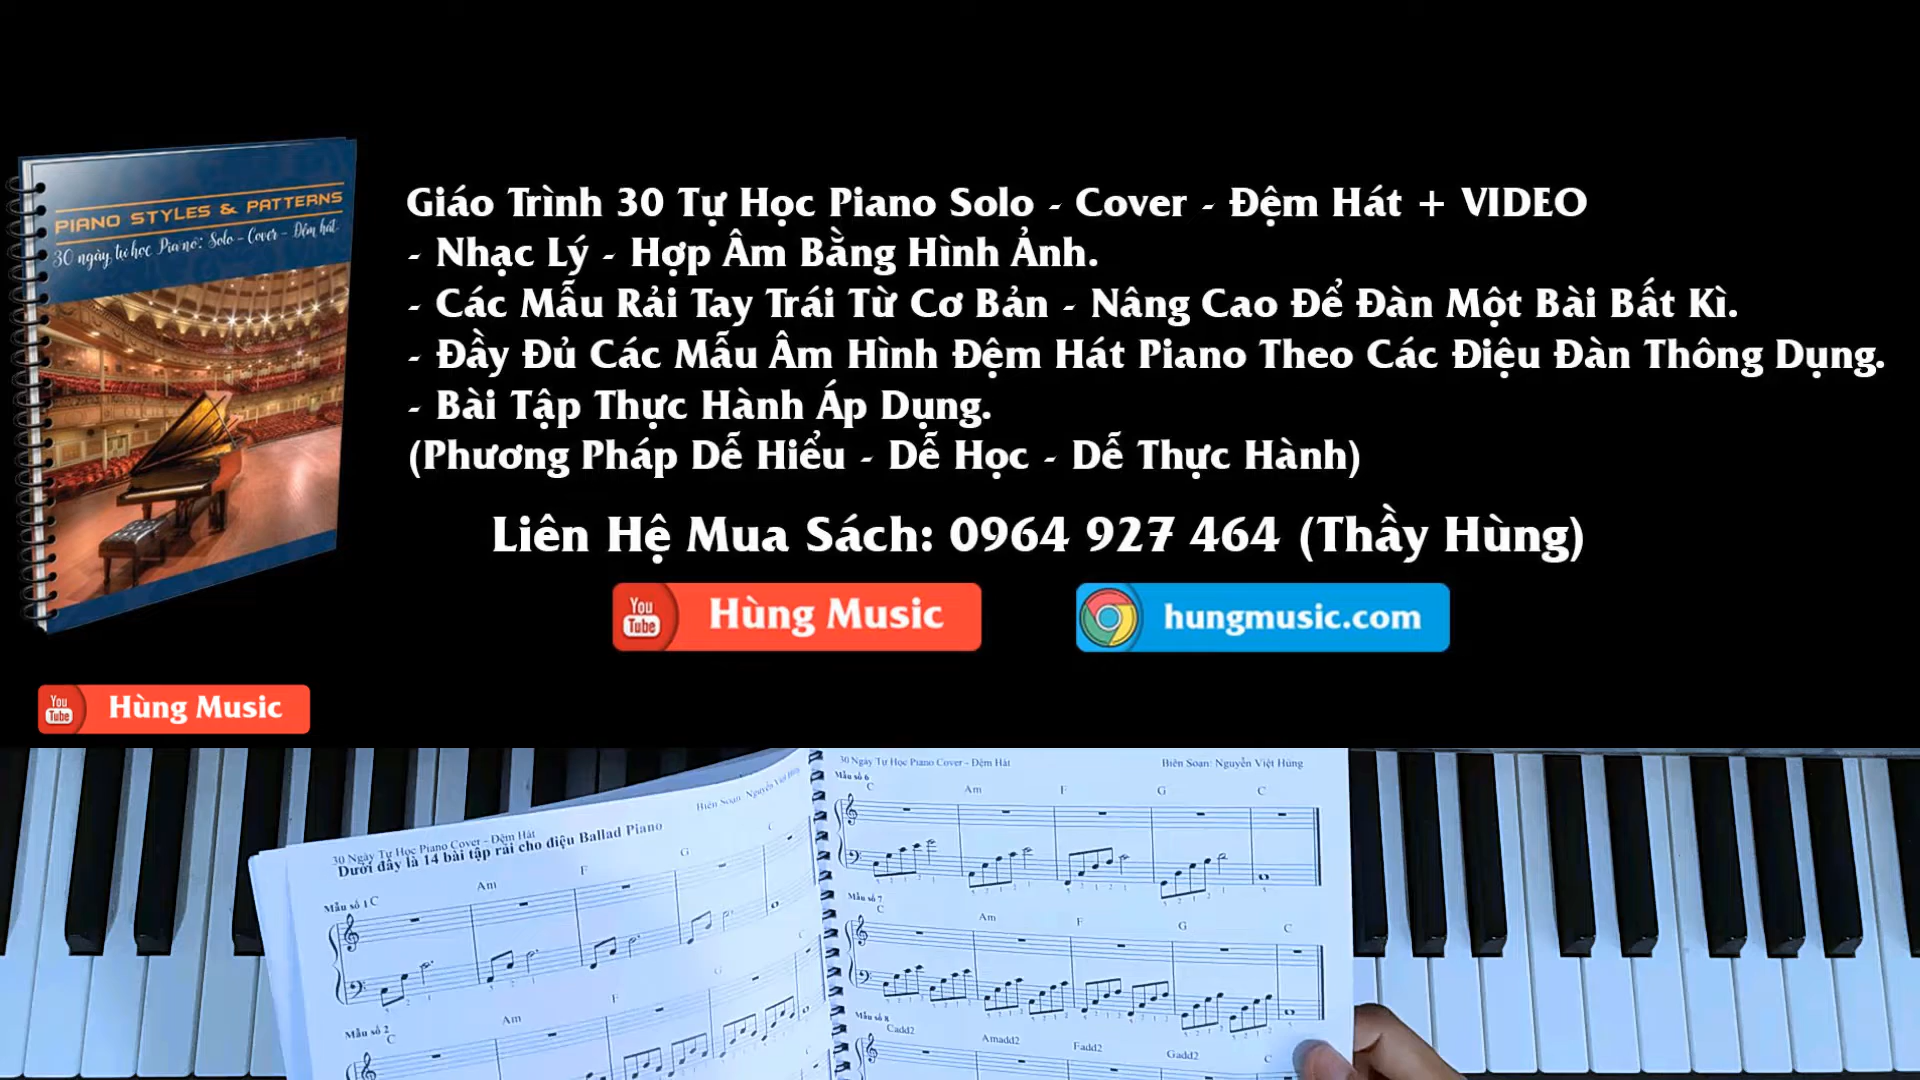 PIANO STYLES & PATTERNS
30 ngày tự học Piano: Solo - Cover - Đệm hát
Giáo Trình 30 Tự Học Piano Solo - Cover - Đệm Hát + VIDEO
- Nhạc Lý - Hợp Âm Bằng Hình Ảnh.
- Các Mẫu Rải Tay Trái Từ Cơ Bản - Nâng Cao Để Đàn Một Bài Bất Kì.
- Đầy Đủ Các Mẫu Âm Hình Đệm Hát Piano Theo Các Điệu Đàn Thông Dụng.
- Bài Tập Thực Hành Áp Dụng.
(Phương Pháp Dễ Hiểu - Dễ Học - Dễ Thực Hành)
Liên Hệ Mua Sách: 0964 927 464 (Thầy Hùng)
You Tube Hùng Music
hungmusic.com
You Tube Hùng Music
30 Ngày Tự Học Piano Cover - Đệm Hát
Biên Soạn: Nguyễn Việt Hùng
Dưới đây là 14 bài tập rải cho điệu Ballad Piano
Mẫu số 1 C Am F G C
Mẫu số 2
C Am F G C
30 Ngày Tự Học Piano Cover - Đệm Hát Biên Soạn: Nguyễn Việt Hùng
Mẫu số 6
C Am F G C
Mẫu số 7
C Am F G C
Mẫu số 8
Cadd2 Amadd2 Fadd2 Gadd2 C